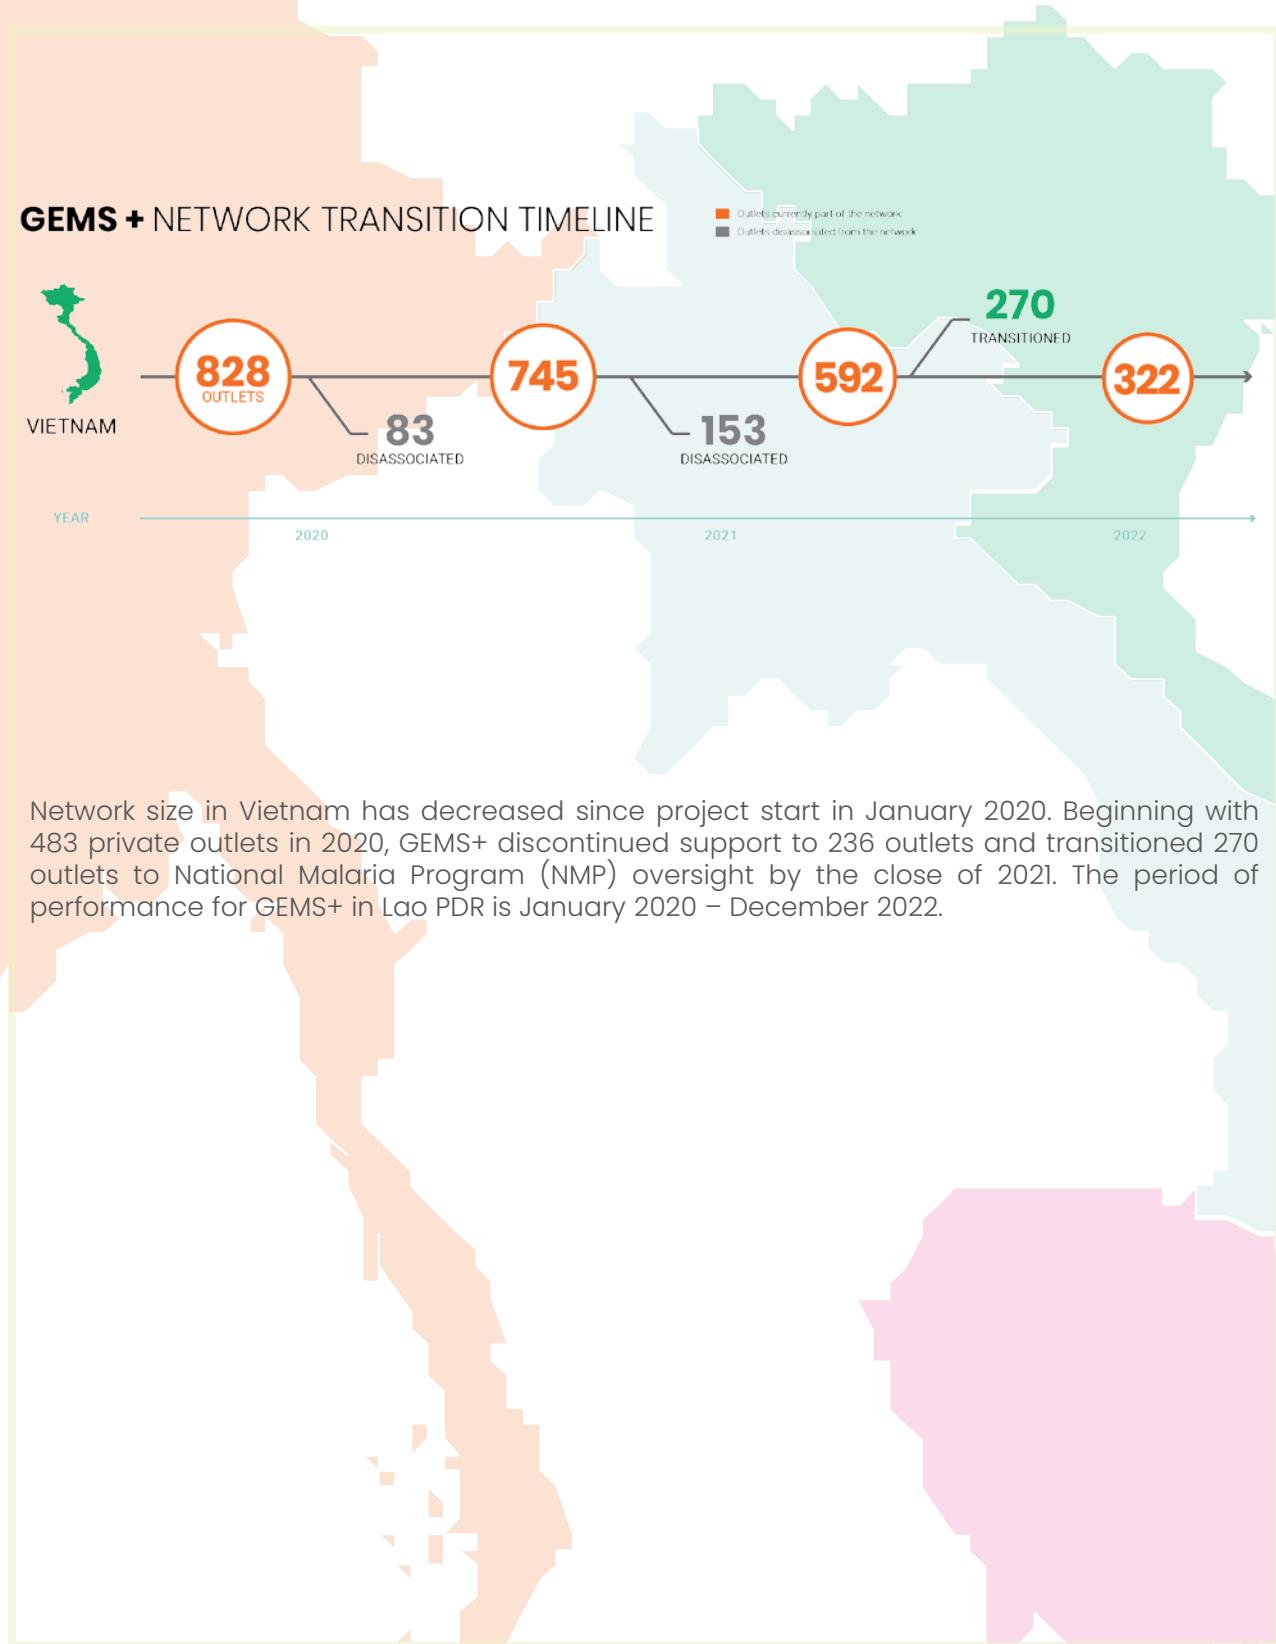 GEMS + NETWORK TRANSITION TIMELINE
Outlets currently part of the network
Outlets disassociated from the network
270
TRANSITIONED
828
OUTLETS
745
592
322
VIETNAM
83
DISASSOCIATED
153
DISASSOCIATED
YEAR
2020
2021
2022
Network size in Vietnam has decreased since project start in January 2020. Beginning with
483 private outlets in 2020, GEMS+ discontinued support to 236 outlets and transitioned 270
outlets to National Malaria Program (NMP) oversight by the close of 2021. The period of
performance for GEMS+ in Lao PDR is January 2020 – December 2022.